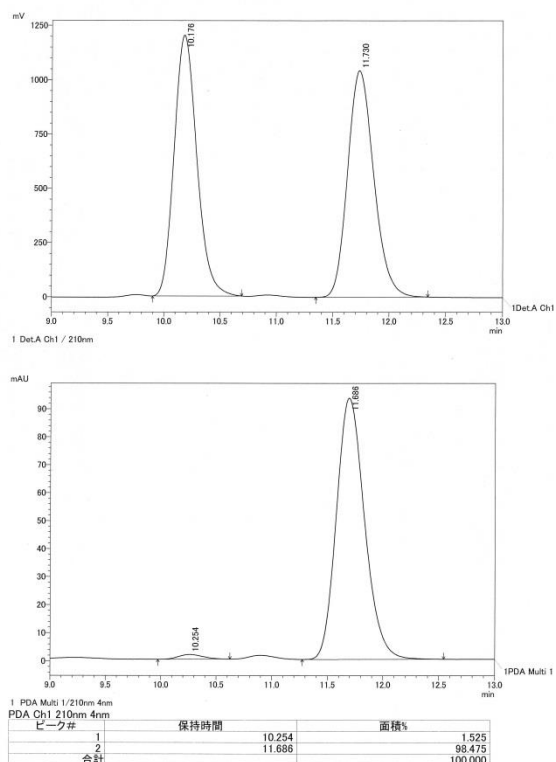 mV
1250
10.176
11.730
1000
750
500
250
0
1Det.A Ch1
9.0 9.5 10.0 10.5 11.0 11.5 12.0 12.5 13.0
min
1 Det.A Ch1 / 210nm
mAU
11.686
90
80
70
60
50
40
30
20
10
10.254
0
1PDA Multi 1
9.0 9.5 10.0 10.5 11.0 11.5 12.0 12.5 13.0
min
1 PDA Multi 1/210nm 4nm
PDA Ch1 210nm 4nm
ピーク# 保持時間 面積%
1 10.254 1.525
2 11.686 98.475
合計 100.000